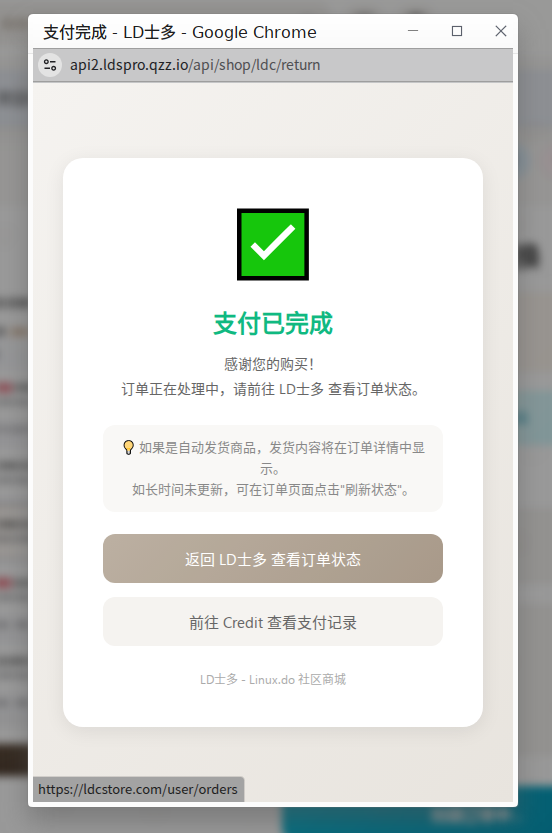 支付完成 - LD士多 - Google Chrome
api2.ldspro.qzz.io/api/shop/ldc/return
支付已完成
感谢您的购买！
订单正在处理中，请前往 LD士多 查看订单状态。
如果是自动发货商品，发货内容将在订单详情中显
示。
如长时间未更新，可在订单页面点击"刷新状态"。
返回 LD士多 查看订单状态
前往 Credit 查看支付记录
LD士多 - Linux.do 社区商城
https://ldcstore.com/user/orders